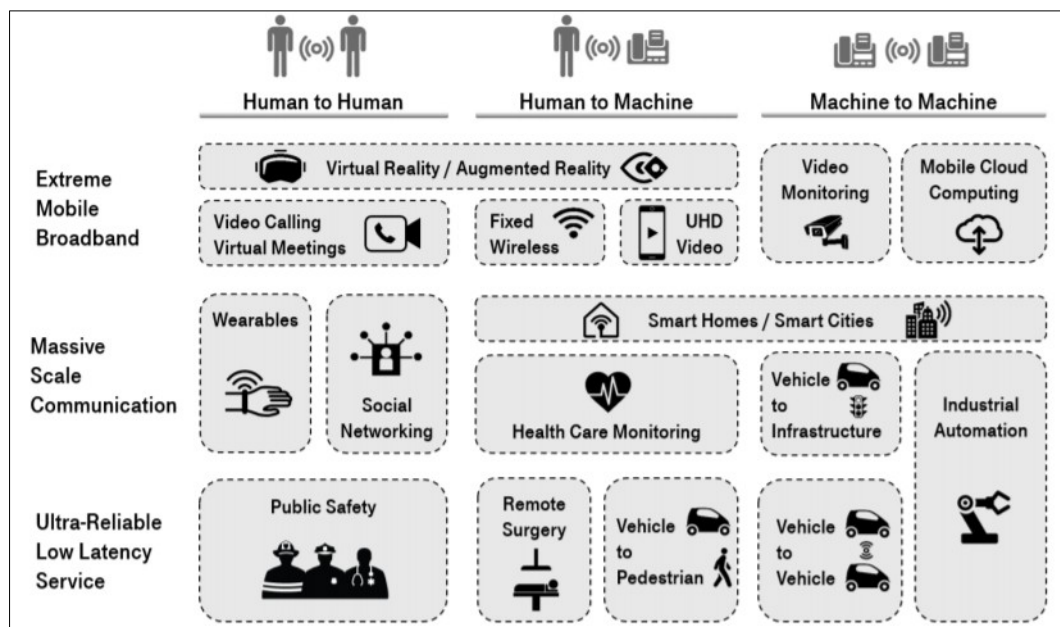 Human to Human
Human to Machine
Machine to Machine
Extreme
Mobile
Broadband
Virtual Reality / Augmented Reality
Video Calling
Virtual Meetings
Fixed
Wireless
UHD
Video
Video
Monitoring
Mobile Cloud
Computing
Massive
Scale
Communication
Wearables
Social
Networking
Smart Homes / Smart Cities
Health Care Monitoring
Vehicle
to
Infrastructure
Industrial
Automation
Ultra-Reliable
Low Latency
Service
Public Safety
Remote
Surgery
Vehicle
to
Pedestrian
Vehicle
to
Vehicle